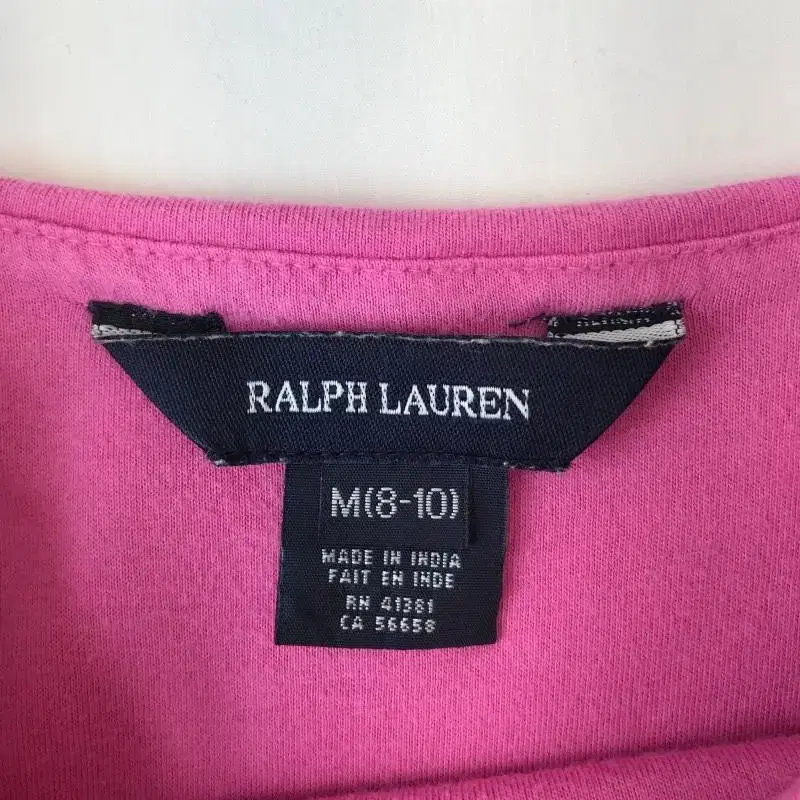 RALPH LAUREN
M(8-10)
MADE IN INDIA
FAIT EN INDE
RN 41381
CA 56658